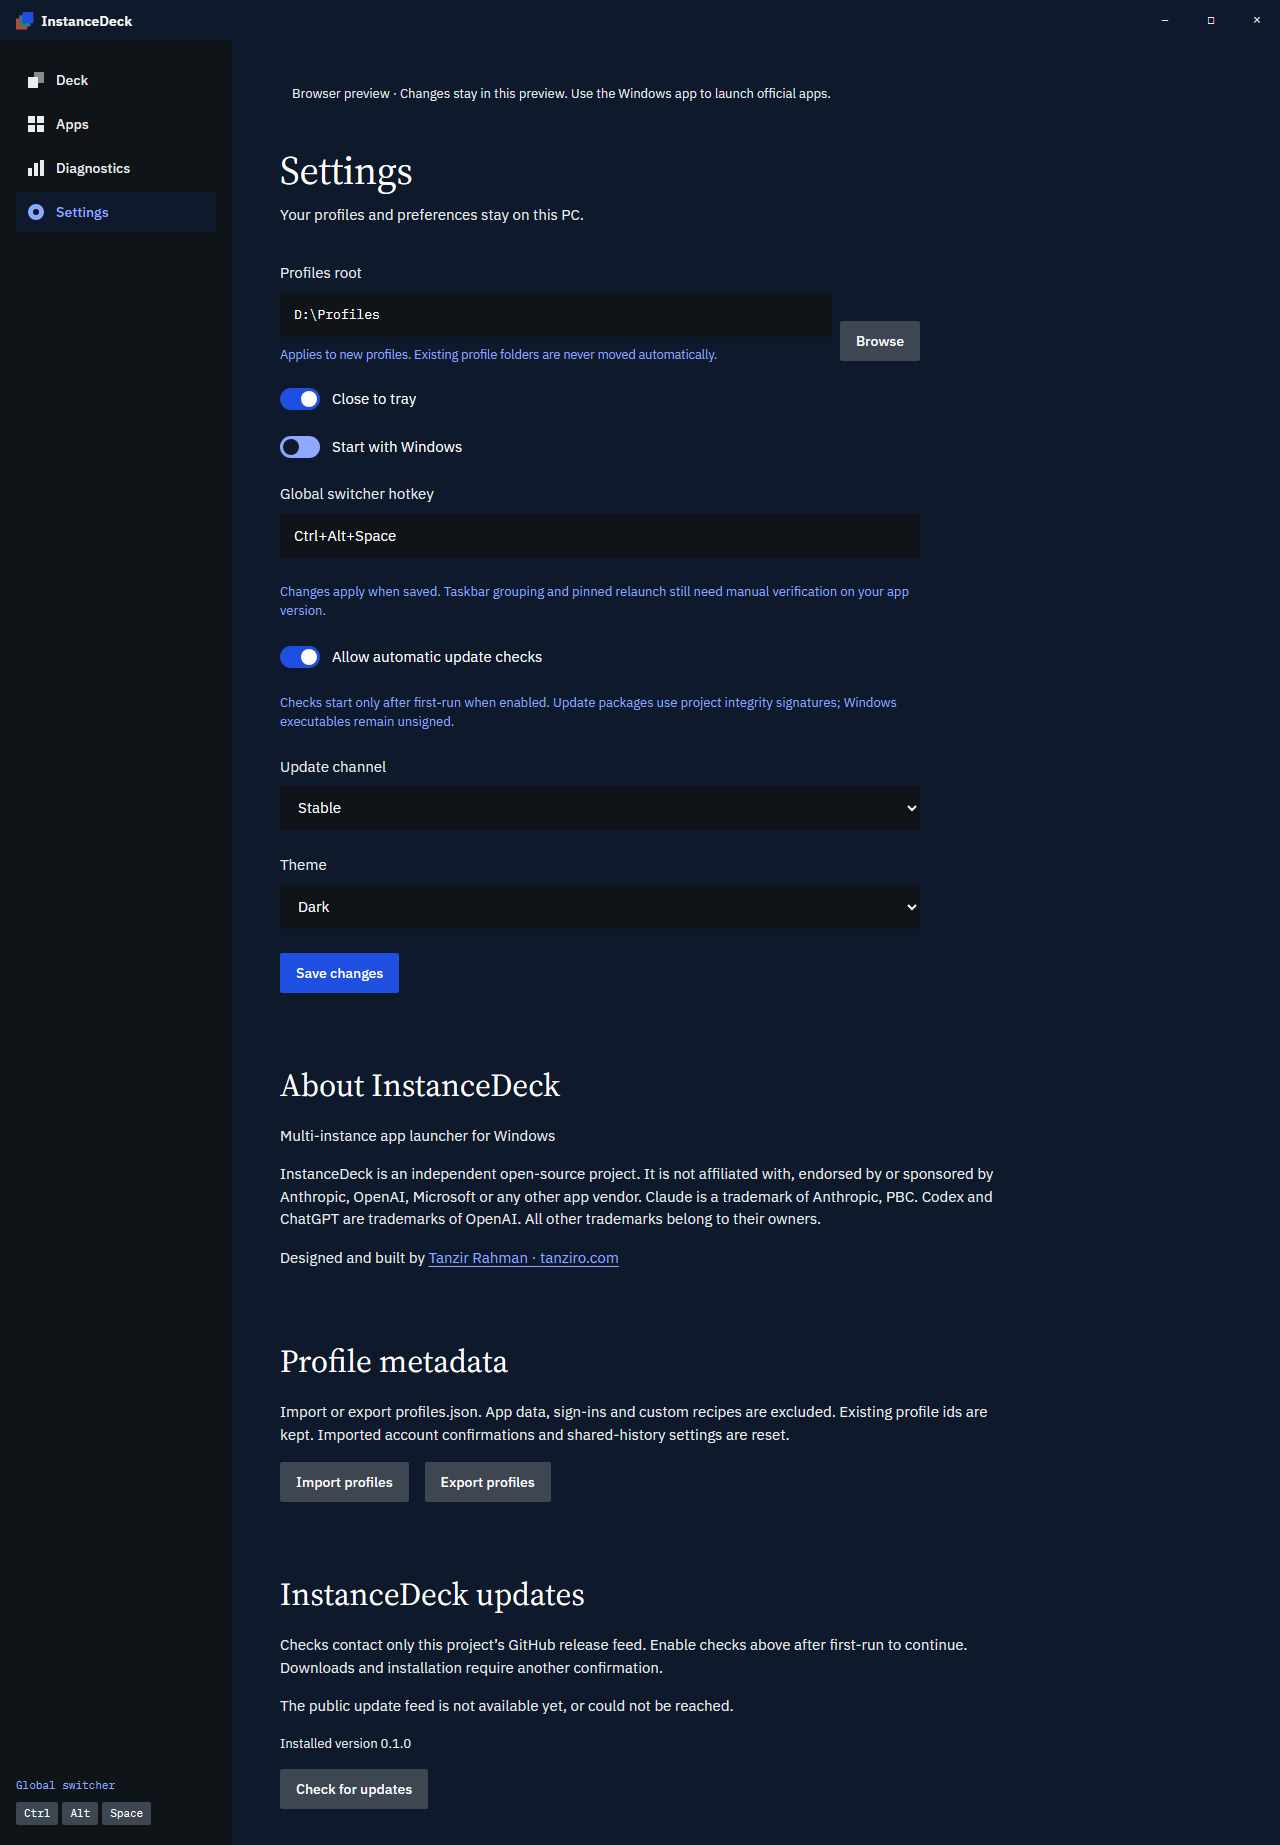 InstanceDeck
Deck
Apps
Diagnostics
Settings
Browser preview · Changes stay in this preview. Use the Windows app to launch official apps.
Settings
Your profiles and preferences stay on this PC.
Profiles root
D:\Profiles
Browse
Applies to new profiles. Existing profile folders are never moved automatically.
Close to tray
Start with Windows
Global switcher hotkey
Ctrl+Alt+Space
Changes apply when saved. Taskbar grouping and pinned relaunch still need manual verification on your app
version.
Allow automatic update checks
Checks start only after first-run when enabled. Update packages use project integrity signatures; Windows
executables remain unsigned.
Update channel
Stable
Theme
Dark
Save changes
About InstanceDeck
Multi-instance app launcher for Windows
InstanceDeck is an independent open-source project. It is not affiliated with, endorsed by or sponsored by
Anthropic, OpenAI, Microsoft or any other app vendor. Claude is a trademark of Anthropic, PBC. Codex and
ChatGPT are trademarks of OpenAI. All other trademarks belong to their owners.
Designed and built by Tanzir Rahman · tanziro.com
Profile metadata
Import or export profiles.json. App data, sign-ins and custom recipes are excluded. Existing profile ids are
kept. Imported account confirmations and shared-history settings are reset.
Import profiles
Export profiles
InstanceDeck updates
Checks contact only this project’s GitHub release feed. Enable checks above after first-run to continue.
Downloads and installation require another confirmation.
The public update feed is not available yet, or could not be reached.
Installed version 0.1.0
Check for updates
Global switcher
Ctrl Alt Space